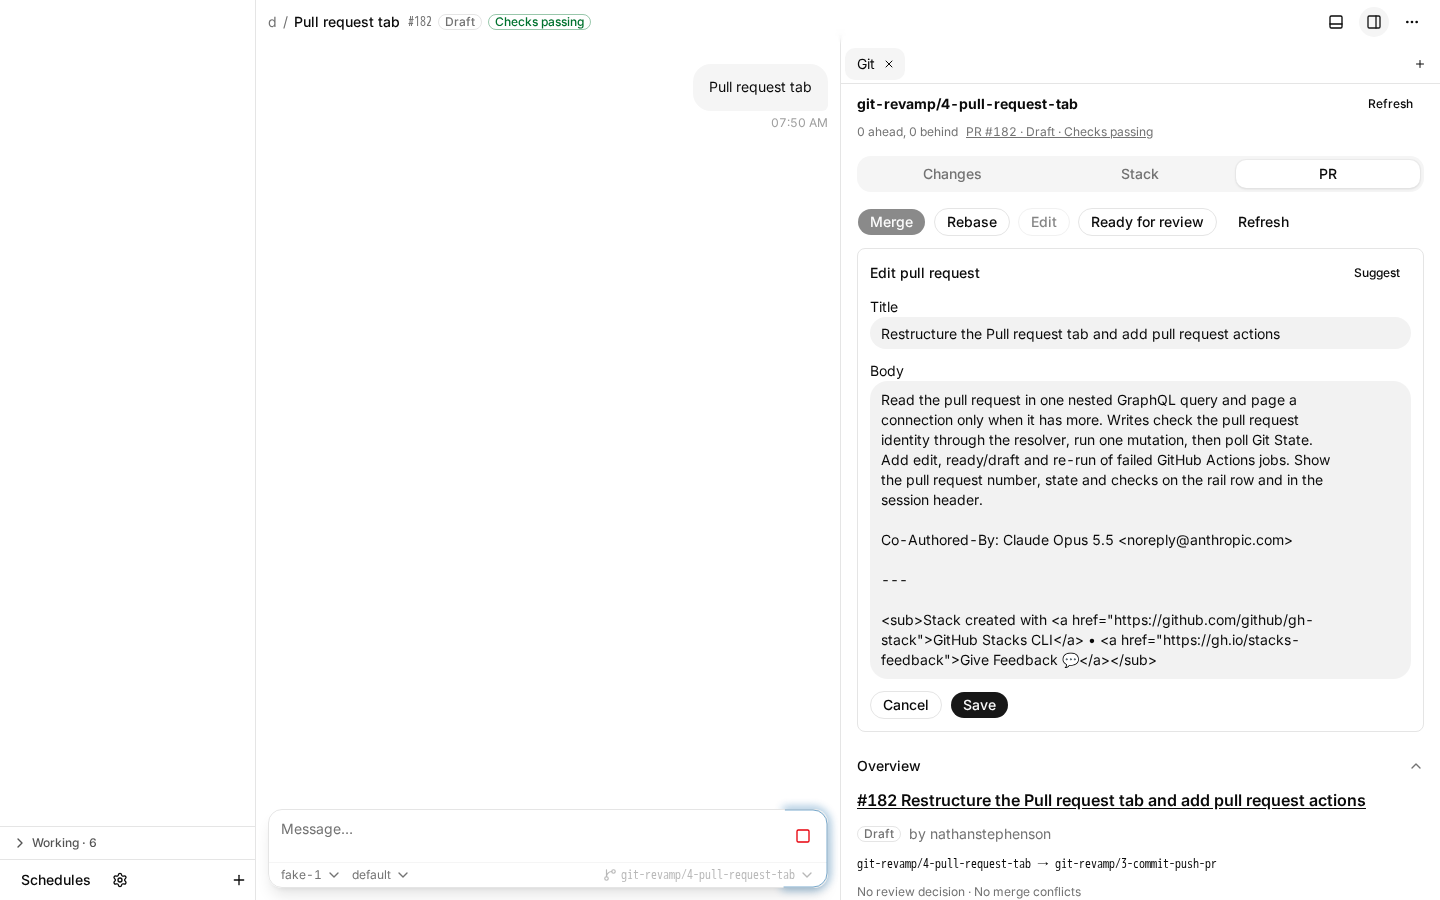 d / Pull request tab #182 Draft Checks passing
Git
Pull request tab
07:50 AM
git-revamp/4-pull-request-tab
Refresh
0 ahead, 0 behind PR #182 · Draft · Checks passing
Changes Stack PR
Merge Rebase Edit Ready for review Refresh
Edit pull request
Suggest
Title
Restructure the Pull request tab and add pull request actions
Body
Read the pull request in one nested GraphQL query and page a
connection only when it has more. Writes check the pull request
identity through the resolver, run one mutation, then poll Git State.
Add edit, ready/draft and re-run of failed GitHub Actions jobs. Show
the pull request number, state and checks on the rail row and in the
session header.
Co-Authored-By: Claude Opus 5.5 <noreply@anthropic.com>
---
<sub>Stack created with <a href="https://github.com/github/gh-
stack">GitHub Stacks CLI</a> • <a href="https://gh.io/stacks-
feedback">Give Feedback 💬</a></sub>
Cancel Save
Overview
#182 Restructure the Pull request tab and add pull request actions
Draft by nathanstephenson
git-revamp/4-pull-request-tab → git-revamp/3-commit-push-pr
No review decision · No merge conflicts
Message...
fake-1 default git-revamp/4-pull-request-tab
Working · 6
Schedules